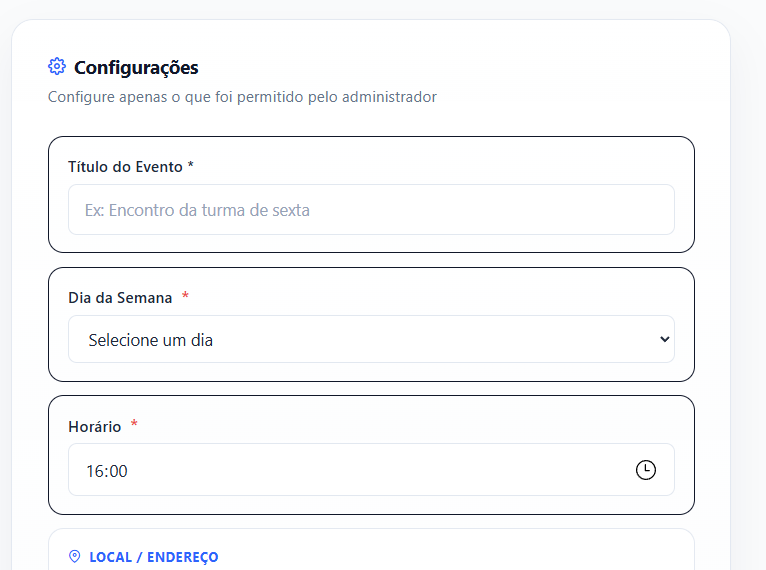 Configurações
Configure apenas o que foi permitido pelo administrador
Título do Evento *
Ex: Encontro da turma de sexta
Dia da Semana *
Selecione um dia
Horário *
16:00
LOCAL / ENDEREÇO